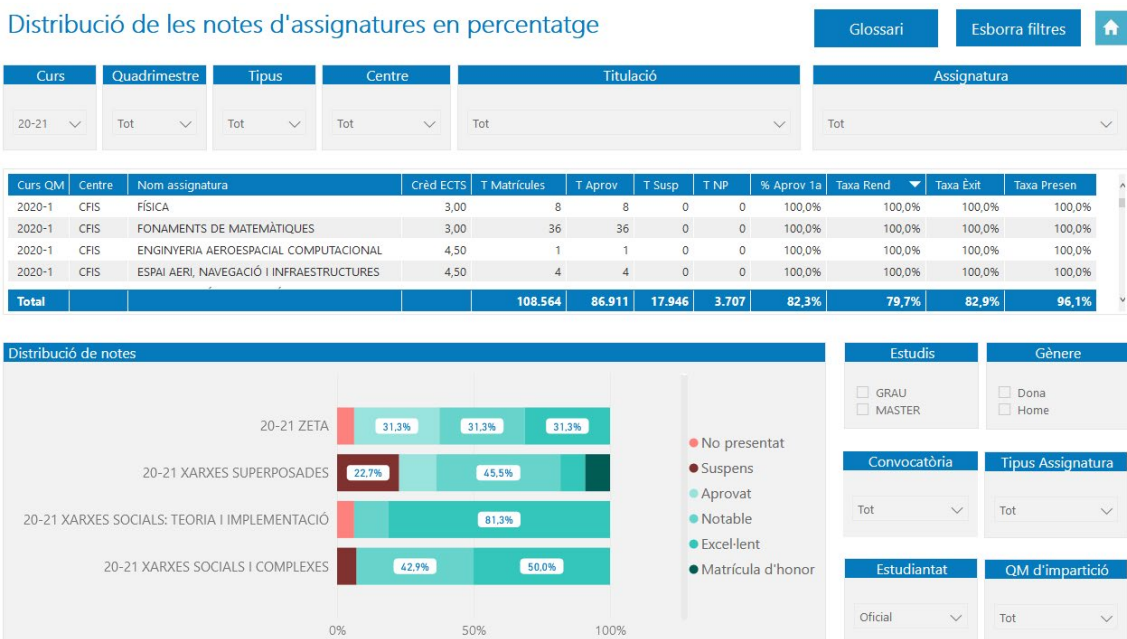 Distribució de les notes d'assignatures en percentatge
Glossari
Esborra filtres
Curs Quadrimestre Tipus Centre Titulació Assignatura
20-21 Tot Tot Tot Tot Tot
Curs QM Centre Nom assignatura Crèd ECTS T Matrícules T Aprov T Susp T NP % Aprov 1a Taxa Rend Taxa Èxit Taxa Presen
2020-1 CFIS FÍSICA 3,00 8 8 0 0 100,0% 100,0% 100,0% 100,0%
2020-1 CFIS FONAMENTS DE MATEMÀTIQUES 3,00 36 36 0 0 100,0% 100,0% 100,0% 100,0%
2020-1 CFIS ENGINYERIA AEROESPACIAL COMPUTACIONAL 4,50 1 1 0 0 100,0% 100,0% 100,0% 100,0%
2020-1 CFIS ESPAI AERI, NAVEGACIÓ I INFRAESTRUCTURES 4,50 4 4 0 0 100,0% 100,0% 100,0% 100,0%
Total 108.564 86.911 17.946 3.707 82,3% 79,7% 82,9% 96,1%
Distribució de notes
20-21 ZETA 31,3% 31,3% 31,3%
20-21 XARXES SUPERPOSADES 22,7% 45,5%
20-21 XARXES SOCIALS: TEORIA I IMPLEMENTACIÓ 81,3%
20-21 XARXES SOCIALS I COMPLEXES 42,9% 50,0%
0% 50% 100%
No presentat
Suspens
Aprovat
Notable
Excel·lent
Matrícula d'honor
Estudis
GRAU
MASTER
Gènere
Dona
Home
Convocatòria
Tot
Tipus Assignatura
Tot
Estudiantat
Oficial
QM d'impartició
Tot